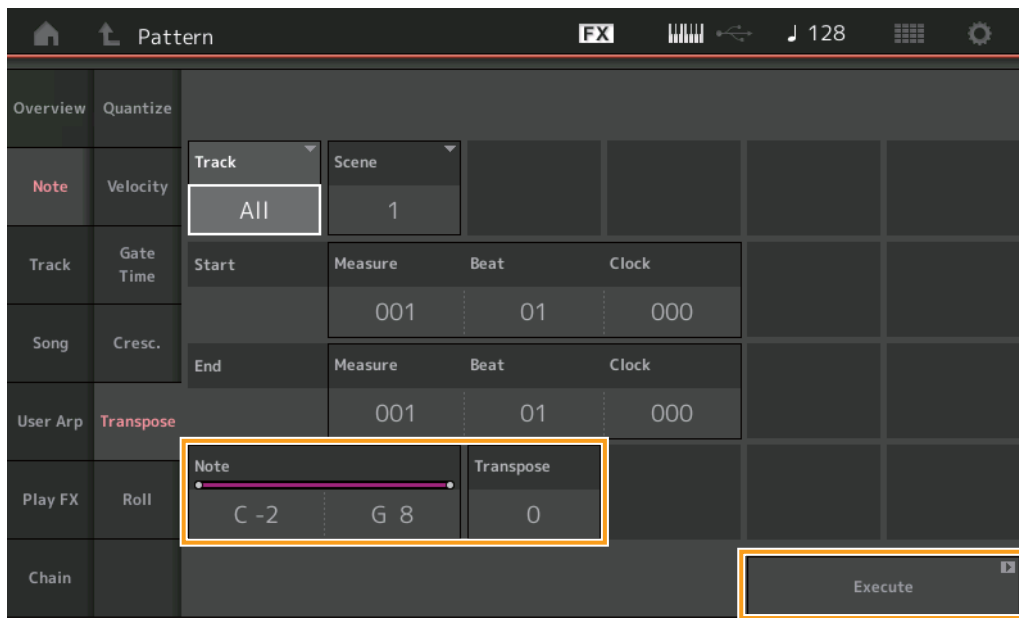 Pattern
FX
♩ 128
Overview
Quantize
Track
Scene
Note
Velocity
All
1
Track
Gate
Time
Start
Measure
Beat
Clock
001
01
000
Song
Cresc.
End
Measure
Beat
Clock
User Arp
Transpose
001
01
000
Note
Transpose
Play FX
Roll
C -2
G 8
0
Chain
Execute